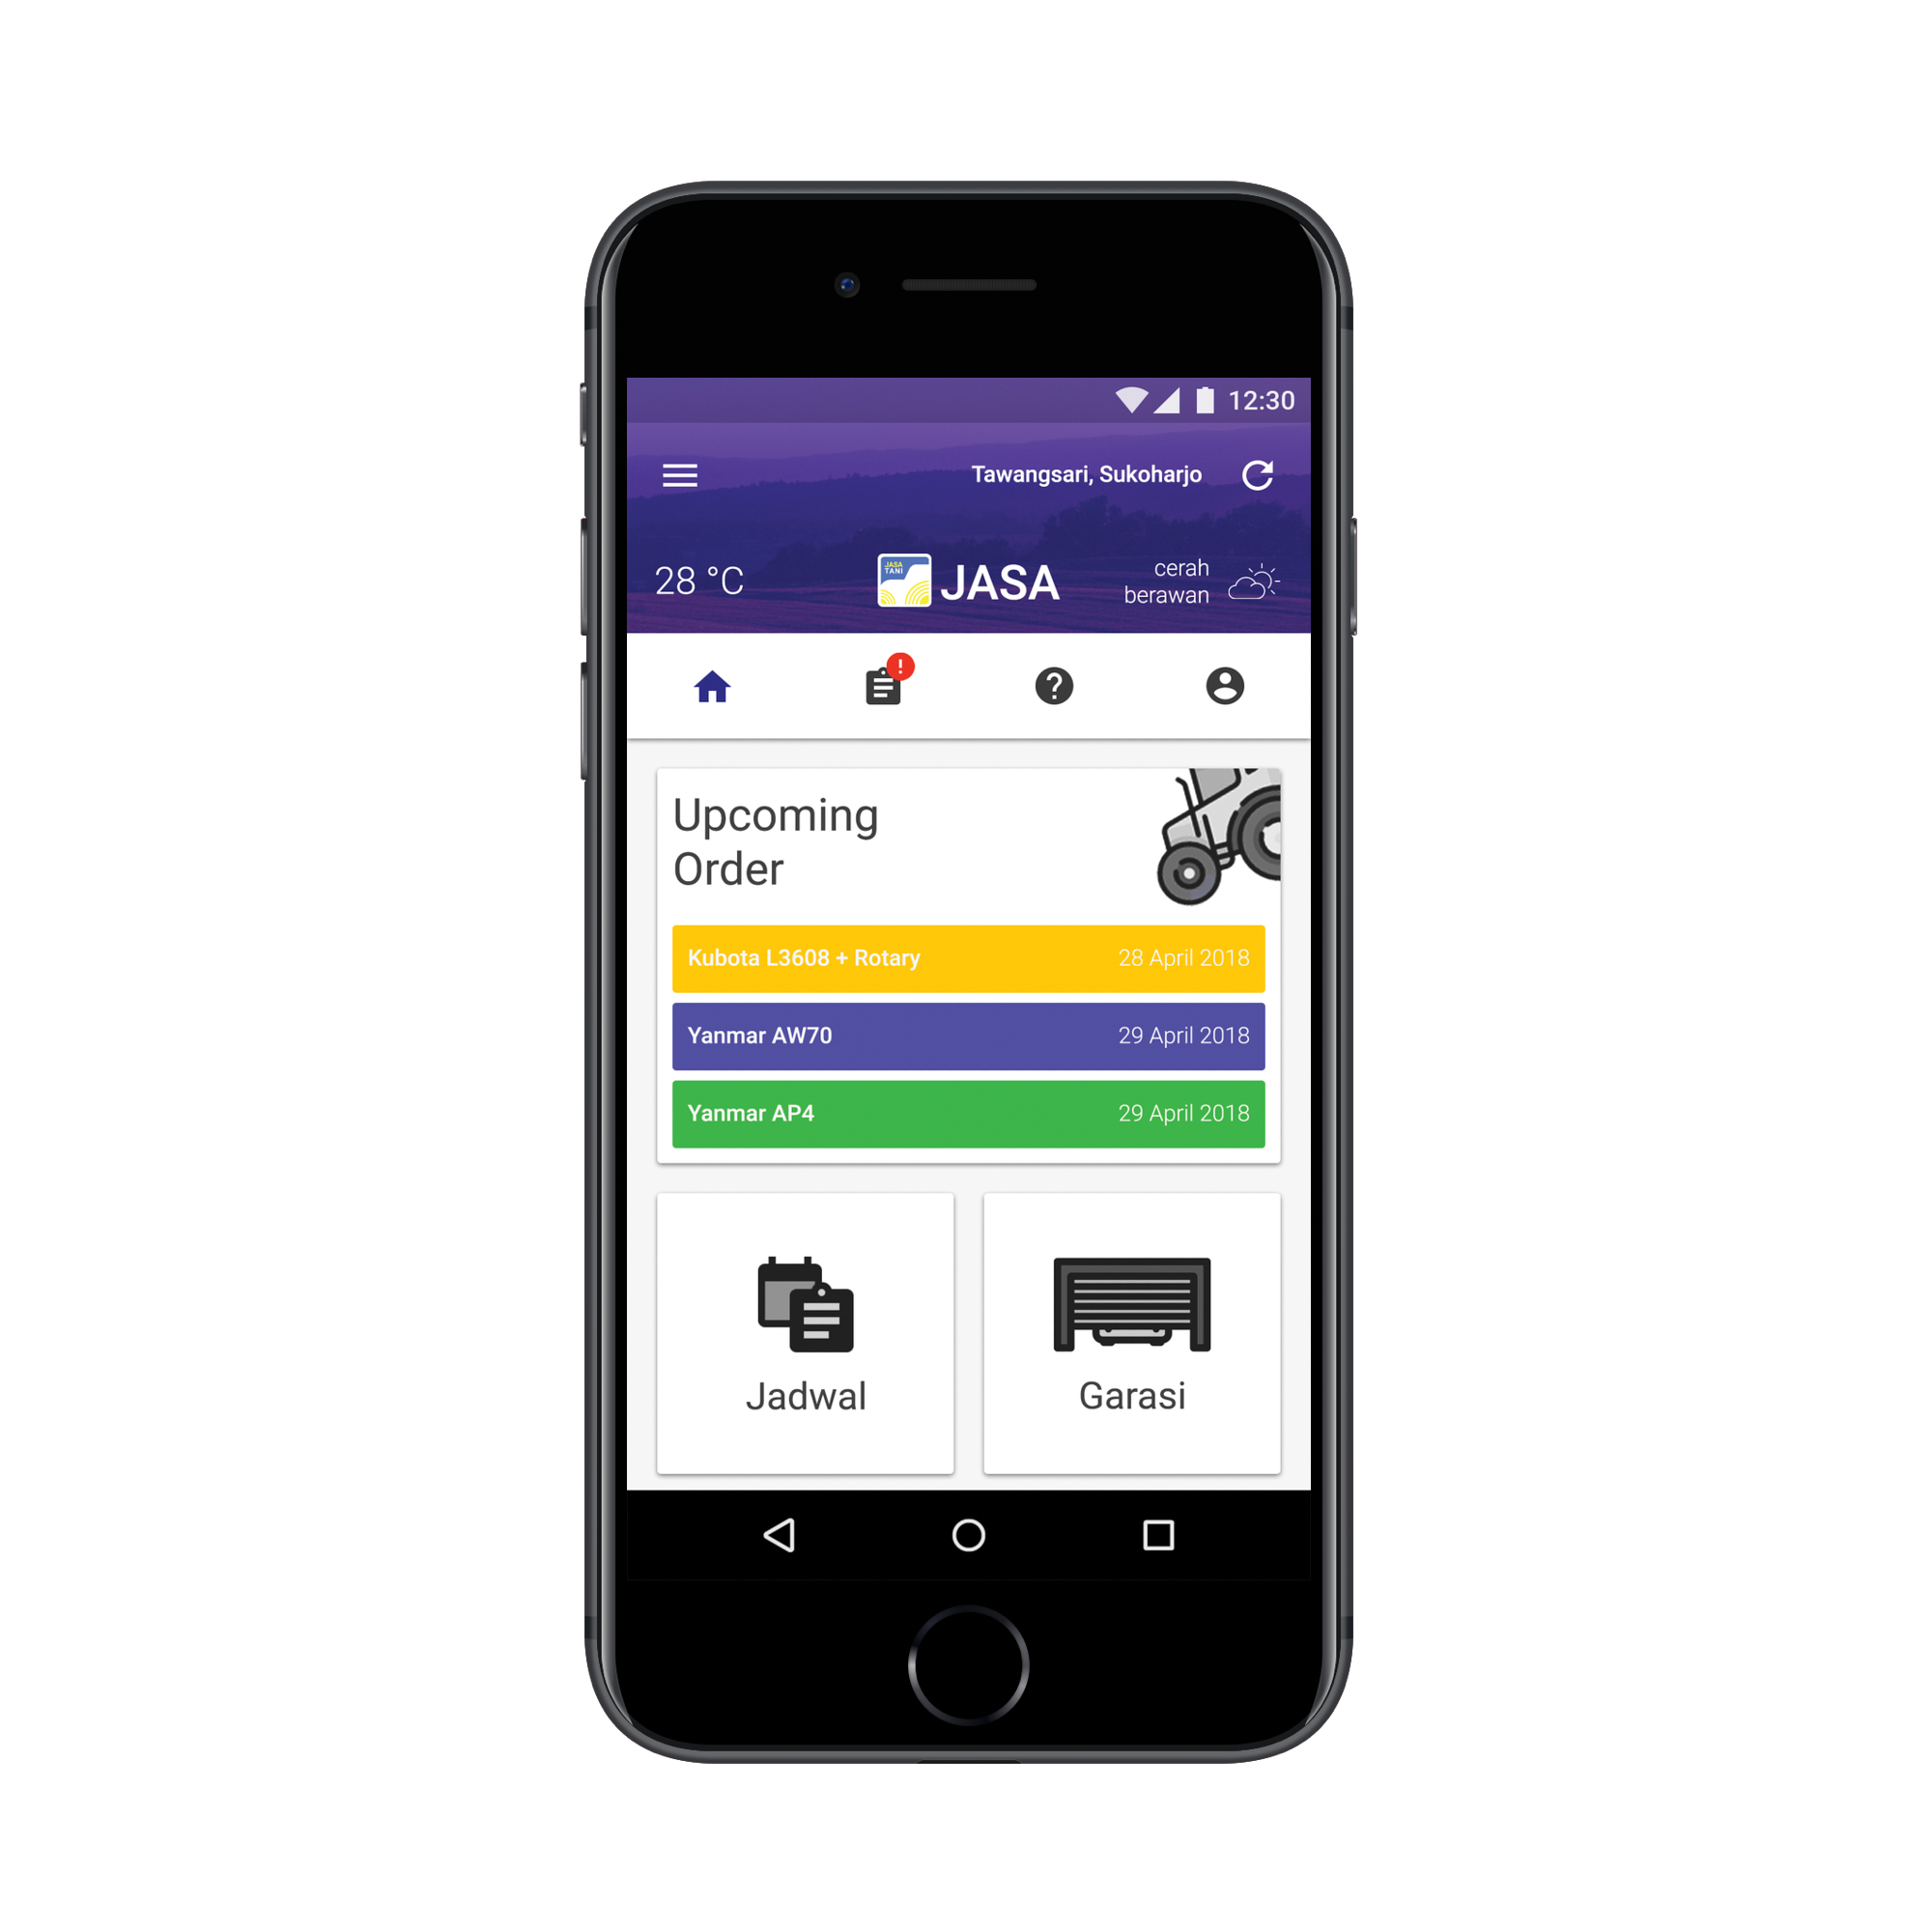 12:30
Tawangsari, Sukoharjo
28 °C
JASA
TANI
JASA
cerah
berawan
!
?
Upcoming
Order
Kubota L3608 + Rotary 28 April 2018
Yanmar AW70 29 April 2018
Yanmar AP4 29 April 2018
Jadwal
Garasi